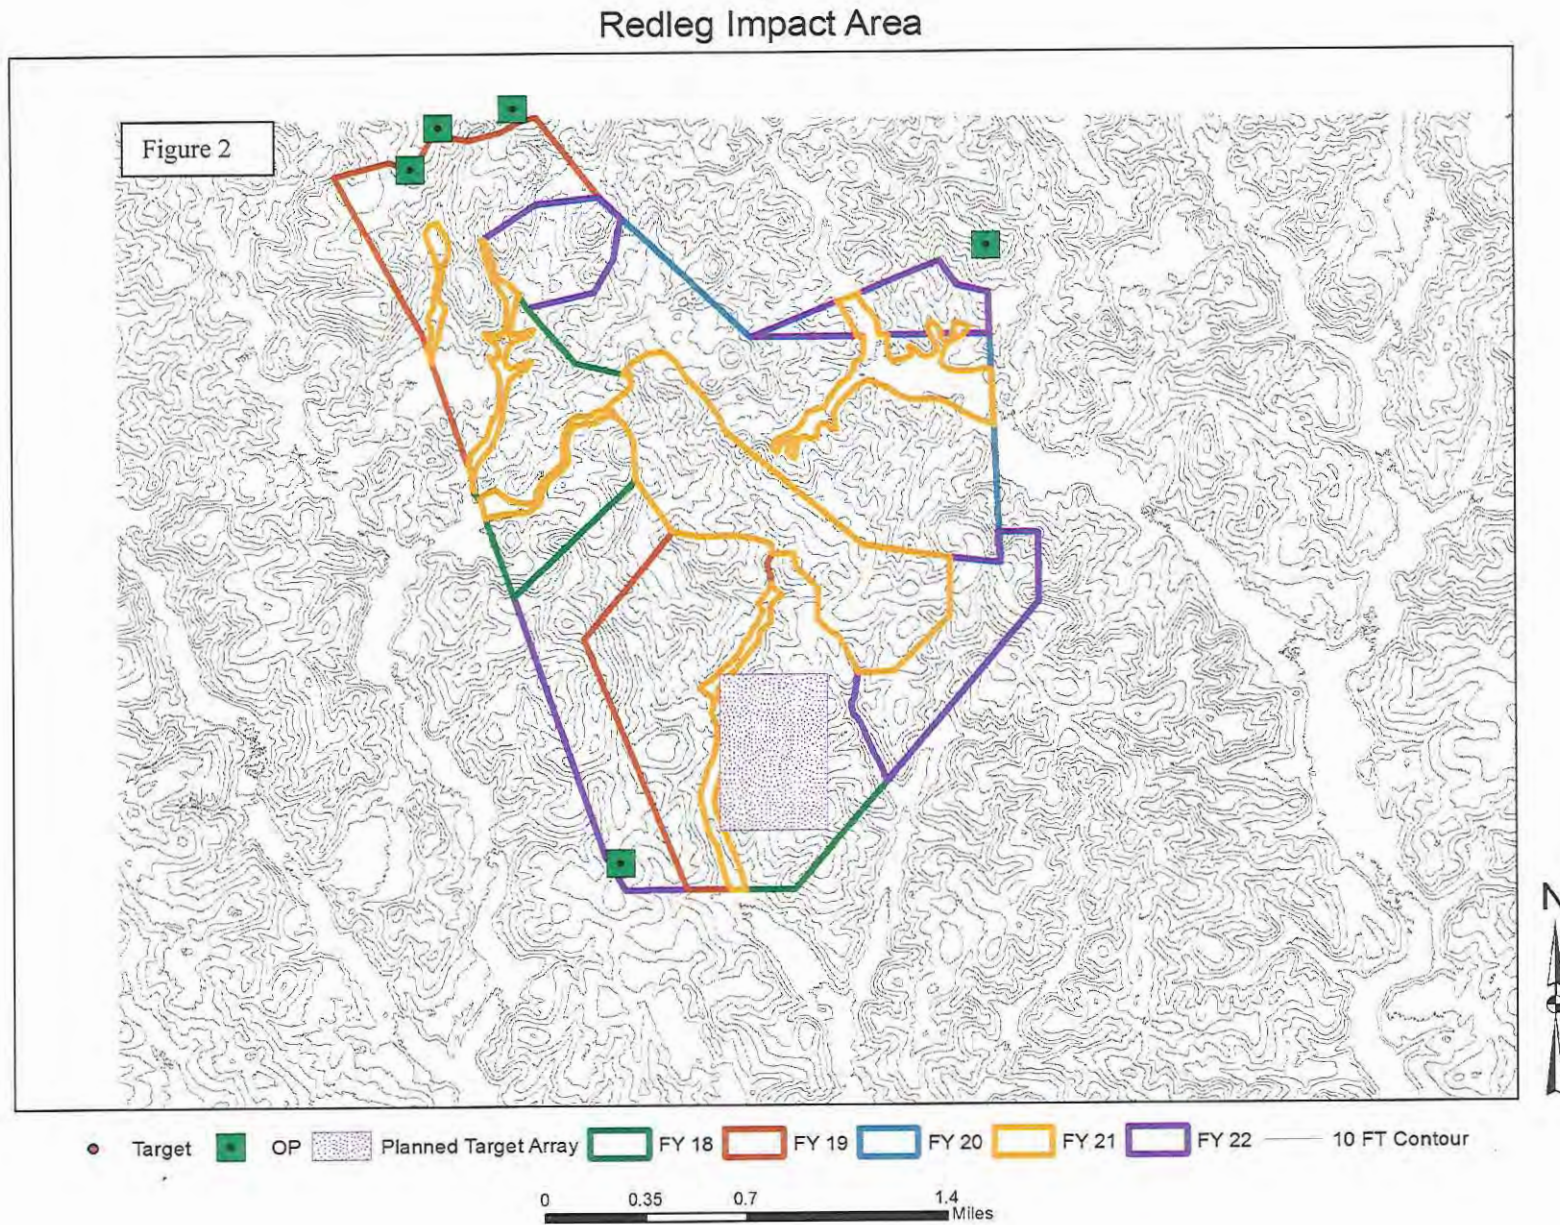 Redleg Impact Area
Figure 2
N
Target OP Planned Target Array FY 18 FY 19 FY 20 FY 21 FY 22 10 FT Contour
0 0.35 0.7 1.4
Miles